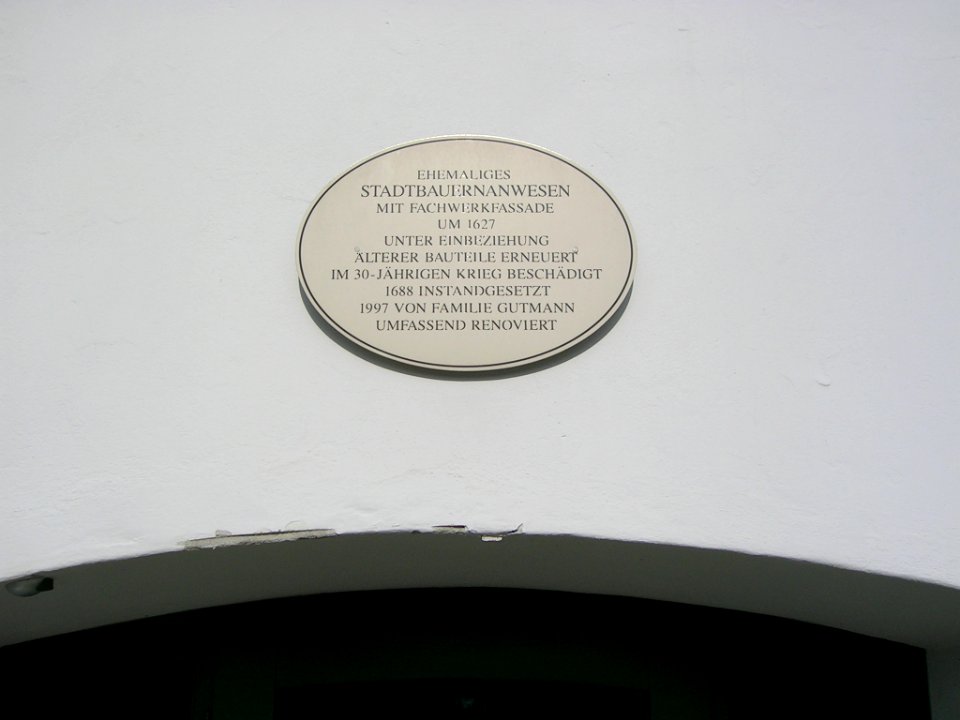 EHEMALIGES
STADTBAUERNANWESEN
MIT FACHWERKFASSADE
UM 1627
UNTER EINBEZIEHUNG
ÄLTERER BAUTEILE ERNEUERT
IM 30-JÄHRIGEN KRIEG BESCHÄDIGT
1688 INSTANDGESETZT
1997 VON FAMILIE GUTMANN
UMFASSEND RENOVIERT